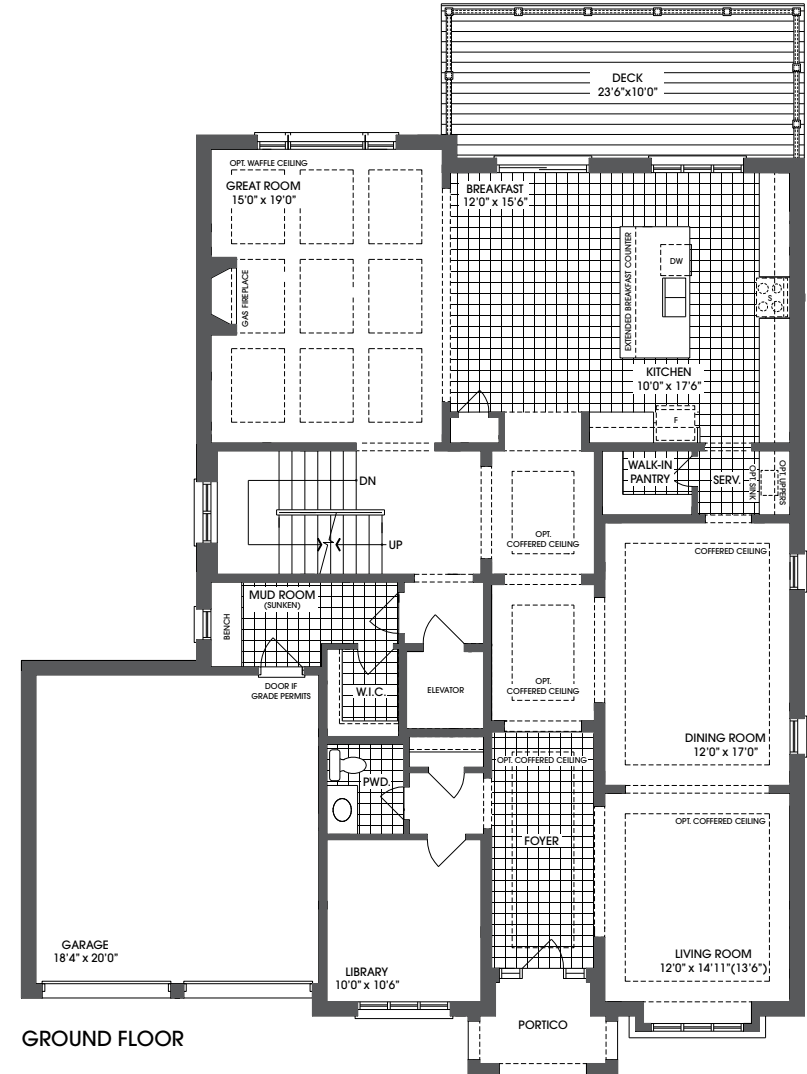 DECK
23'6"x10'0"
OPT. WAFFLE CEILING
GREAT ROOM
15'0" x 19'0"
BREAKFAST
12'0" x 15'6"
GAS FIREPLACE
EXTENDED BREAKFAST COUNTER
DW
S
KITCHEN
10'0" x 17'6"
F
WALK-IN
PANTRY
SERV.
OPT. SINK
OPT. UPPERS
DN
UP
OPT.
COFFERED CEILING
COFFERED CEILING
MUD ROOM
(SUNKEN)
BENCH
W.I.C.
ELEVATOR
OPT.
COFFERED CEILING
DOOR IF
GRADE PERMITS
DINING ROOM
12'0" x 17'0"
OPT. COFFERED CEILING
PWD.
OPT. COFFERED CEILING
FOYER
GARAGE
18'4" x 20'0"
LIBRARY
10'0" x 10'6"
LIVING ROOM
12'0" x 14'11"(13'6")
PORTICO
GROUND FLOOR